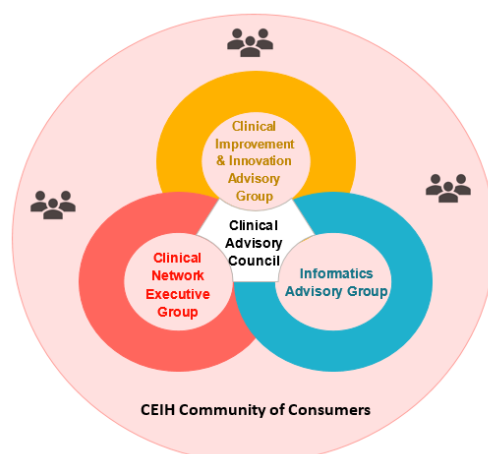 Clinical
Improvement
& Innovation
Advisory
Group
Clinical
Advisory
Council
Clinical
Network
Executive
Group
Informatics
Advisory Group
CEIH Community of Consumers